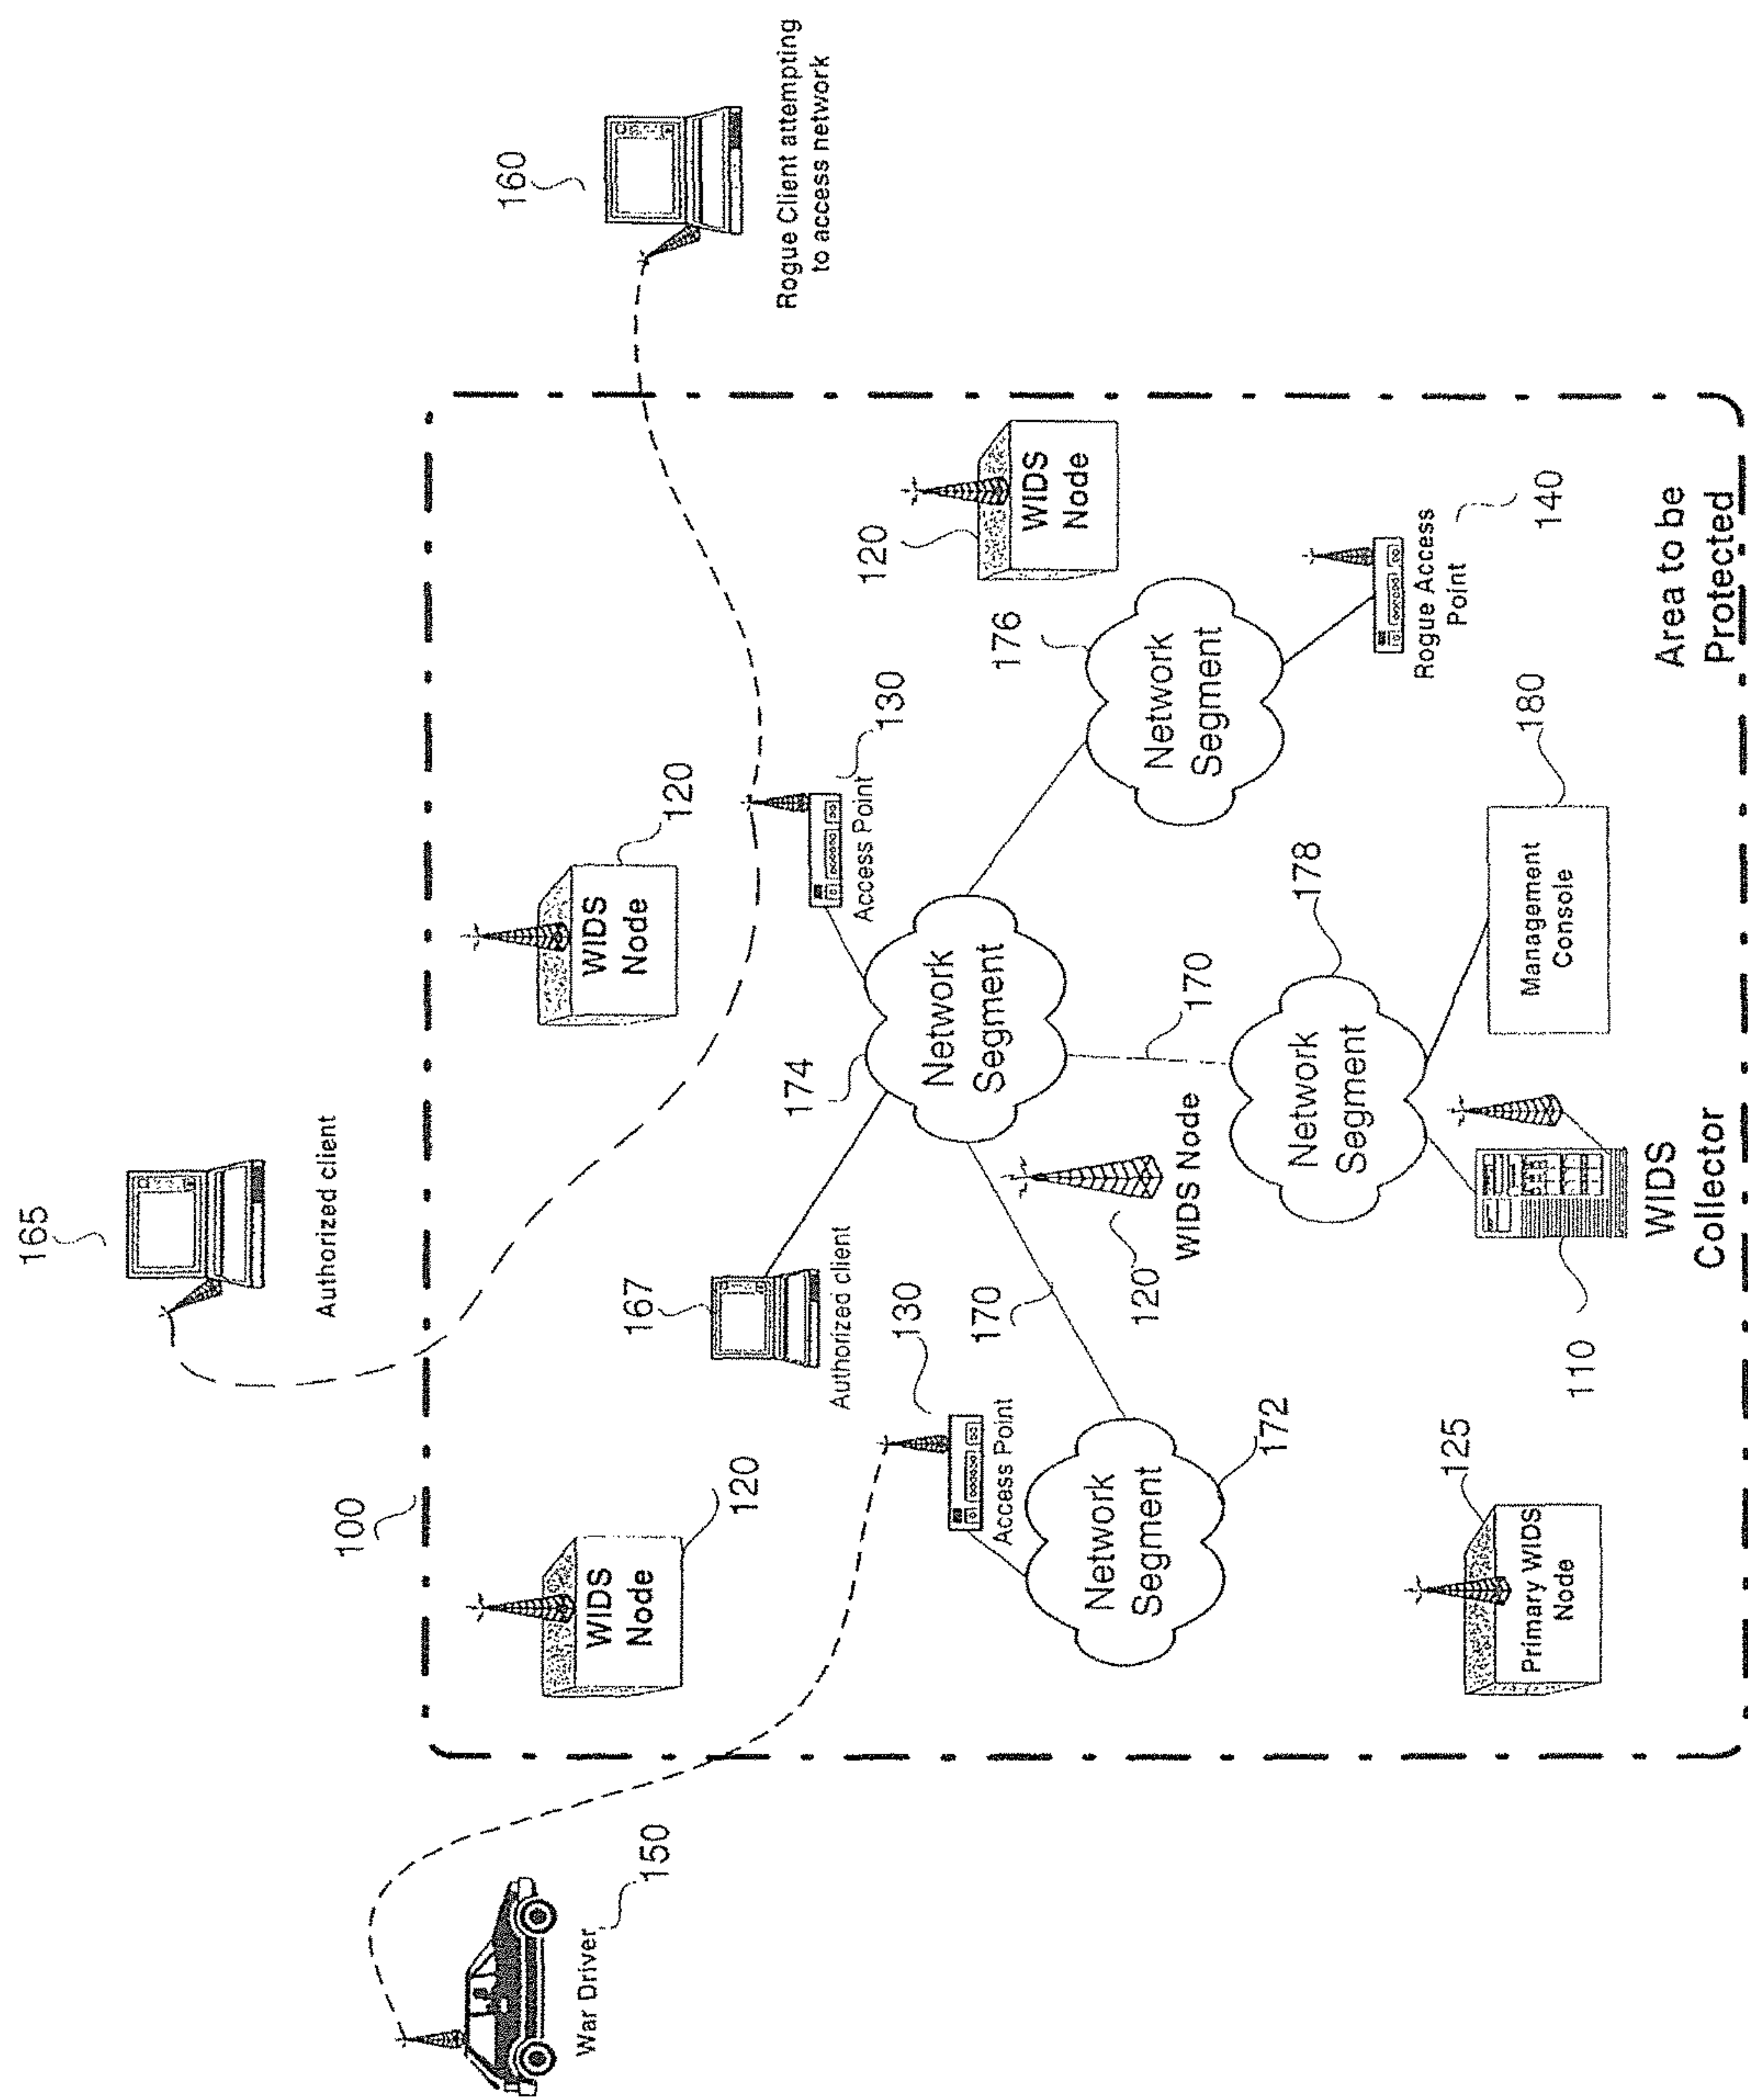 165
Authorized client
160
Rogue Client attempting
to access network
100
120
WIDS
Node
120
WIDS
Node
120
WIDS
Node
War Driver
150
167
Authorized client
130
Access Point
130
Access Point
174
Network
Segment
176
Network
Segment
170
170
120
WIDS Node
172
Network
Segment
178
Network
Segment
Rogue Access
Point
140
125
Primary WIDS
Node
110
WIDS
Collector
180
Management
Console
Area to be
Protected